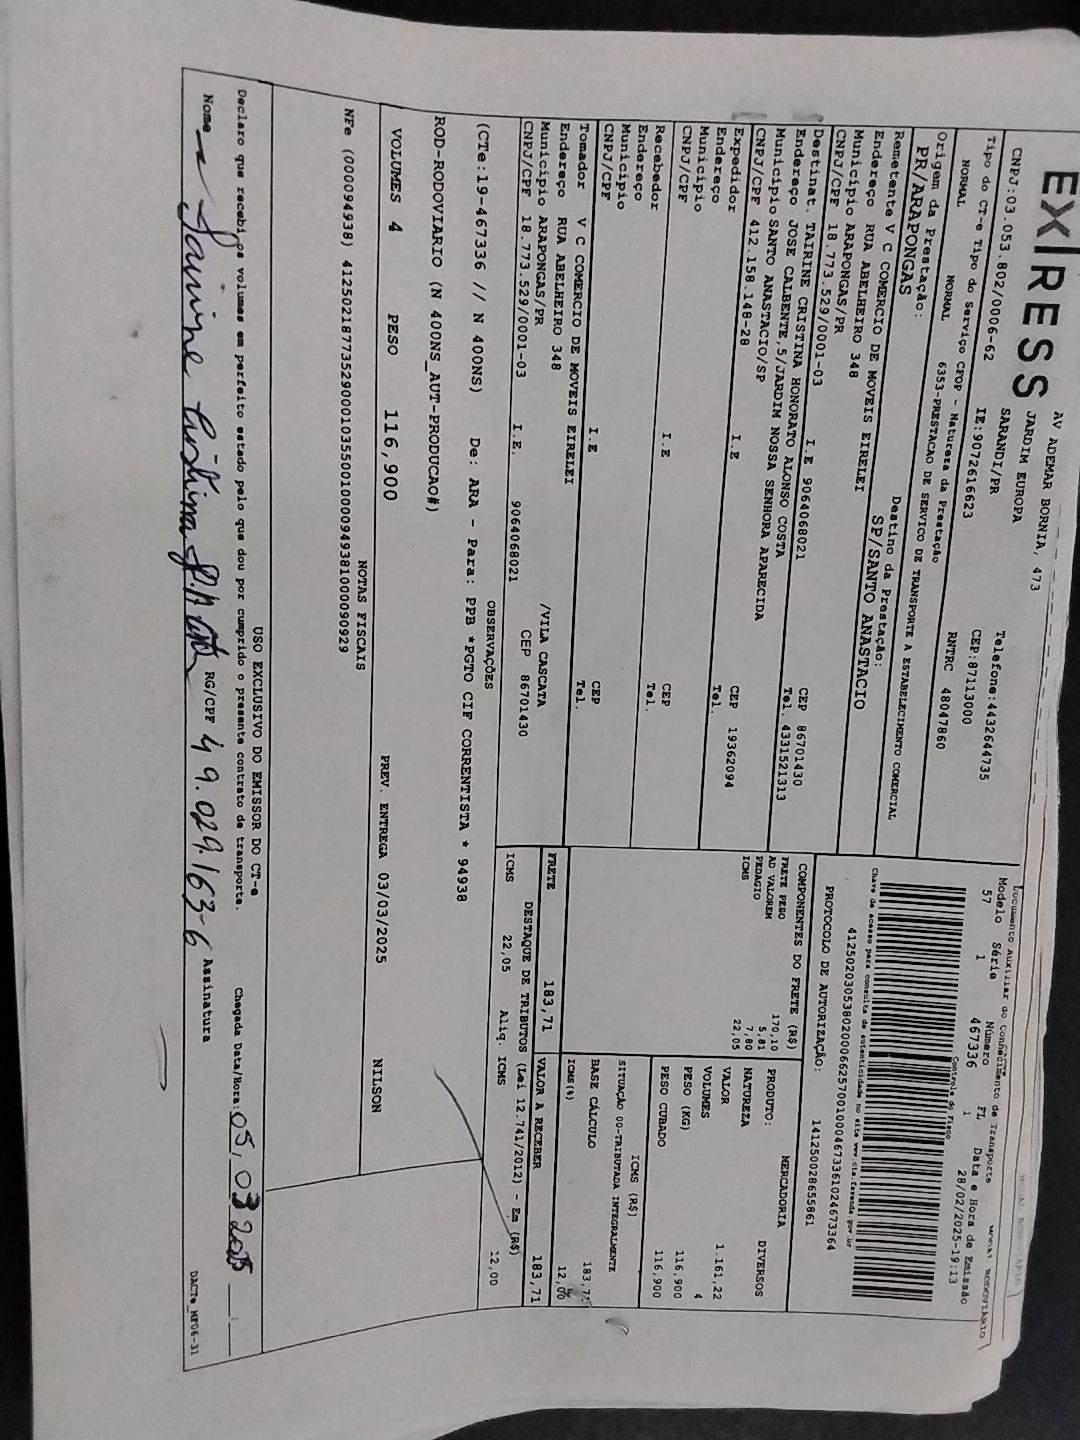 EX/RESS
AV ADEMAR BORNIA, 473
JARDIM EUROPA
SARANDI/PR
Telefone:4432644735
CEP:87113000
CNPJ:03.053.802/0006-62 IE:9072616623 RNTRC 48047860
Tipo do CT-e Tipo do Serviço CFOP - Natureza da Prestação
NORMAL NORMAL 6353-PRESTACAO DE SERVICO DE TRANSPORTE A ESTABELECIMENTO COMERCIAL
Origem da Prestação: Destino da Prestação:
PR/ARAPONGAS SP/SANTO ANASTACIO
Remetente V C COMERCIO DE MOVEIS EIRELEI
Endereço RUA ABELHEIRO 348
Município ARAPONGAS/PR CEP 86701430
CNPJ/CPF 18.773.529/0001-03 I.E 9064068021 Tel. 4331521313
Destinat. TAIRINE CRISTINA HONORATO ALONSO COSTA
Endereço JOSE CALBENTE,5/JARDIM NOSSA SENHORA APARECIDA
Município SANTO ANASTACIO/SP CEP 19362094
CNPJ/CPF 412.158.148-28 I.E Tel.
Expedidor
Endereço
Município CEP
CNPJ/CPF I.E Tel.
Recebedor
Endereço
Município CEP
CNPJ/CPF I.E Tel.
Tomador V C COMERCIO DE MOVEIS EIRELEI
Endereço RUA ABELHEIRO 348 /VILA CASCATA
Município ARAPONGAS/PR CEP 86701430
CNPJ/CPF 18.773.529/0001-03 I.E. 9064068021
Documento Auxiliar do Conhecimento de Transporte
MODAL RODOVIÁRIO
Modelo Série Número FL Data e Hora de Emissão
57 1 467336 1 28/02/2025-19:13
Controle do Fisco
Chave de acesso para consulta de autenticidade no site www.cte.fazenda.gov.br
41250203053802000662570010004673361024673364
PROTOCOLO DE AUTORIZAÇÃO: 141250028655861
COMPONENTES DO FRETE (R$)
FRETE PESO 170,10
AD VALOREM 5,81
PEDAGIO 7,80
ICMS 22,05
PRODUTO: MERCADORIA
NATUREZA DIVERSOS
VALOR 1.161,22
VOLUMES 4
PESO (KG) 116,900
PESO CUBADO 116,900
ICMS (R$)
SITUAÇÃO 00-TRIBUTADA INTEGRALMENTE
BASE CÁLCULO 183,71
ICMS(%) 12,00
FRETE 183,71 VALOR A RECEBER 183,71
DESTAQUE DE TRIBUTOS (Lei 12.741/2012) - Em (R$)
ICMS 22,05 Aliq. ICMS 12,00
OBSERVAÇÕES
(CTe:19-467336 // N 400NS) De: ARA - Para: PPB *PGTO CIF CORRENTISTA * 94938
ROD-RODOVIARIO (N 400NS_AUT-PRODUCAO#)
VOLUMES 4 PESO 116,900 PREV. ENTREGA 03/03/2025 NILSON
NOTAS FISCAIS
NFe (000094938) 41250218773529000103550010000949381000090929
USO EXCLUSIVO DO EMISSOR DO CT-e
Declaro que recebi os volumes em perfeito estado pelo que dou por cumprido o presente contrato de transporte. Chegada Data/Hora: 05, 03 2025
Nome RG/CPF 49.029.163-6 Assinatura
DACTe_NT06-31